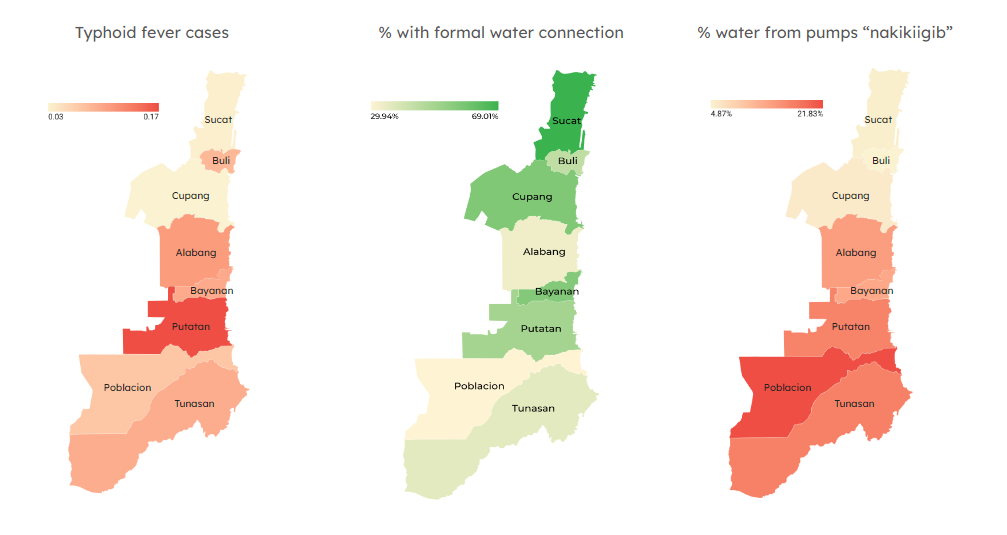 Typhoid fever cases
0.03 0.17
Sucat
Buli
Cupang
Alabang
Bayanan
Putatan
Poblacion
Tunasan
% with formal water connection
29.94% 69.01%
Sucat
Buli
Cupang
Alabang
Bayanan
Putatan
Poblacion
Tunasan
% water from pumps “nakikiigib”
4.87% 21.83%
Sucat
Buli
Cupang
Alabang
Bayanan
Putatan
Poblacion
Tunasan